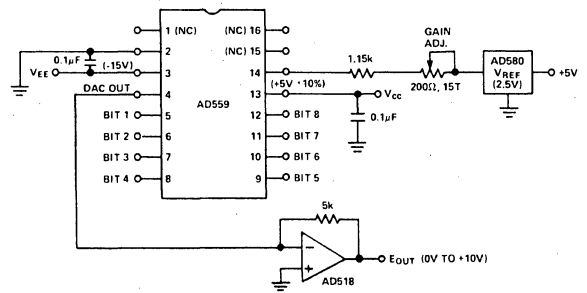 1 (NC)
(NC) 16
GAIN
ADJ.
0.1μF
2
(NC) 15
1.15k
AD580
VREF
(2.5V)
+5V
VEE
(-15V)
3
14
200Ω, 15T
DAC OUT
4
AD559
13
(+5V ·10%)
VCC
BIT 1
5
12
BIT 8
0.1μF
BIT 2
6
11
BIT 7
BIT 3
7
10
BIT 6
BIT 4
8
9
BIT 5
5k
−
+
EOUT (0V TO +10V)
AD518